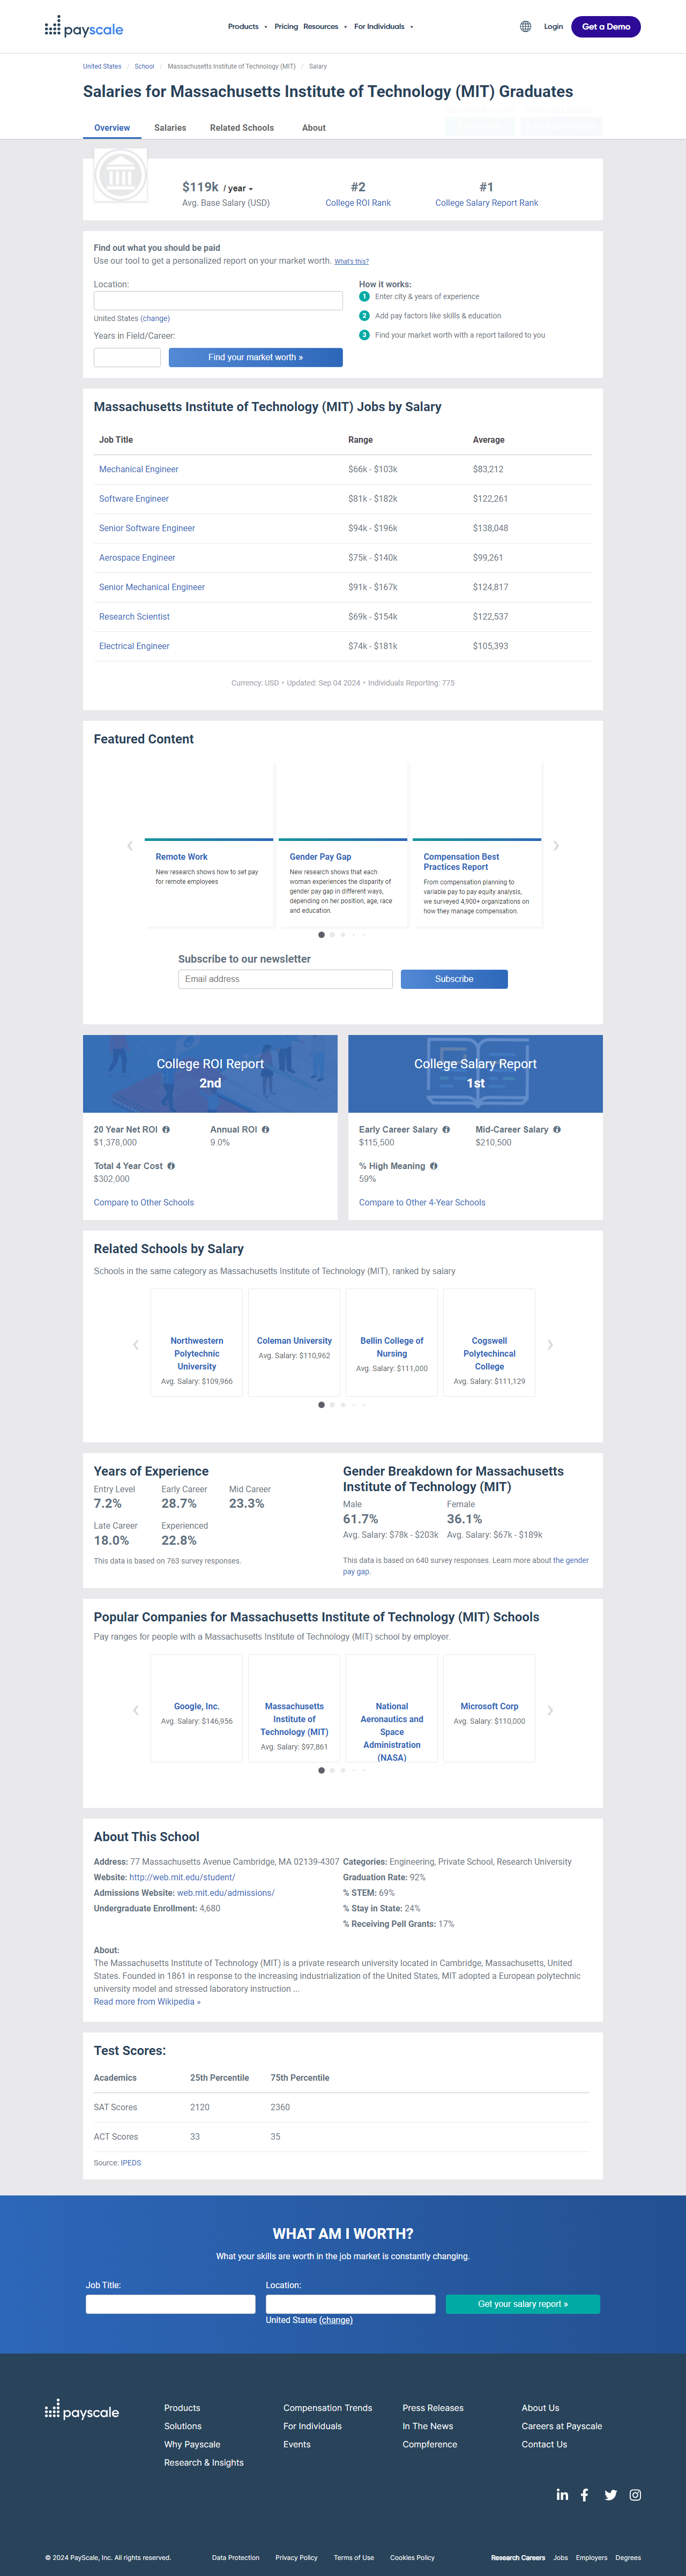 payscale
Products Pricing Resources For Individuals
Login Get a Demo
United States / School / Massachusetts Institute of Technology (MIT) / Salary
Salaries for Massachusetts Institute of Technology (MIT) Graduates
Overview Salaries Related Schools About
$119k / year
Avg. Base Salary (USD)
#2
College ROI Rank
#1
College Salary Report Rank
Find out what you should be paid
Use our tool to get a personalized report on your market worth. What's this?
Location:
United States (change)
Years in Field/Career:
Find your market worth »
How it works:
1 Enter city & years of experience
2 Add pay factors like skills & education
3 Find your market worth with a report tailored to you
Massachusetts Institute of Technology (MIT) Jobs by Salary
Job Title Range Average
Mechanical Engineer $66k - $103k $83,212
Software Engineer $81k - $182k $122,261
Senior Software Engineer $94k - $196k $138,048
Aerospace Engineer $75k - $140k $99,261
Senior Mechanical Engineer $91k - $167k $124,817
Research Scientist $69k - $154k $122,537
Electrical Engineer $74k - $181k $105,393
Currency: USD • Updated: Sep 04 2024 • Individuals Reporting: 775
Featured Content
Remote Work
New research shows how to set pay
for remote employees
Gender Pay Gap
New research shows that each
woman experiences the disparity of
gender pay gap in different ways,
depending on her position, age, race
and education.
Compensation Best
Practices Report
From compensation planning to
variable pay to pay equity analysis,
we surveyed 4,900+ organizations on
how they manage compensation.
Subscribe to our newsletter
Email address
Subscribe
College ROI Report
2nd
20 Year Net ROI Annual ROI
$1,378,000 9.0%
Total 4 Year Cost
$302,000
Compare to Other Schools
College Salary Report
1st
Early Career Salary Mid-Career Salary
$115,500 $210,500
% High Meaning
59%
Compare to Other 4-Year Schools
Related Schools by Salary
Schools in the same category as Massachusetts Institute of Technology (MIT), ranked by salary
Northwestern
Polytechnic
University
Avg. Salary: $109,966
Coleman University
Avg. Salary: $110,962
Bellin College of
Nursing
Avg. Salary: $111,000
Cogswell
Polytechincal
College
Avg. Salary: $111,129
Years of Experience
Entry Level Early Career Mid Career
7.2% 28.7% 23.3%
Late Career Experienced
18.0% 22.8%
This data is based on 763 survey responses.
Gender Breakdown for Massachusetts
Institute of Technology (MIT)
Male Female
61.7% 36.1%
Avg. Salary: $78k - $203k Avg. Salary: $67k - $189k
This data is based on 640 survey responses. Learn more about the gender
pay gap.
Popular Companies for Massachusetts Institute of Technology (MIT) Schools
Pay ranges for people with a Massachusetts Institute of Technology (MIT) school by employer.
Google, Inc.
Avg. Salary: $146,956
Massachusetts
Institute of
Technology (MIT)
Avg. Salary: $97,861
National
Aeronautics and
Space
Administration
(NASA)
Microsoft Corp
Avg. Salary: $110,000
About This School
Address: 77 Massachusetts Avenue Cambridge, MA 02139-4307
Website: http://web.mit.edu/student/
Admissions Website: web.mit.edu/admissions/
Undergraduate Enrollment: 4,680
Categories: Engineering, Private School, Research University
Graduation Rate: 92%
% STEM: 69%
% Stay in State: 24%
% Receiving Pell Grants: 17%
About:
The Massachusetts Institute of Technology (MIT) is a private research university located in Cambridge, Massachusetts, United
States. Founded in 1861 in response to the increasing industrialization of the United States, MIT adopted a European polytechnic
university model and stressed laboratory instruction ...
Read more from Wikipedia »
Test Scores:
Academics 25th Percentile 75th Percentile
SAT Scores 2120 2360
ACT Scores 33 35
Source: IPEDS
WHAT AM I WORTH?
What your skills are worth in the job market is constantly changing.
Job Title:
Location:
Get your salary report »
United States (change)
payscale
Products
Solutions
Why Payscale
Research & Insights
Compensation Trends
For Individuals
Events
Press Releases
In The News
Compference
About Us
Careers at Payscale
Contact Us
© 2024 PayScale, Inc. All rights reserved. Data Protection Privacy Policy Terms of Use Cookies Policy Research Careers Jobs Employers Degrees